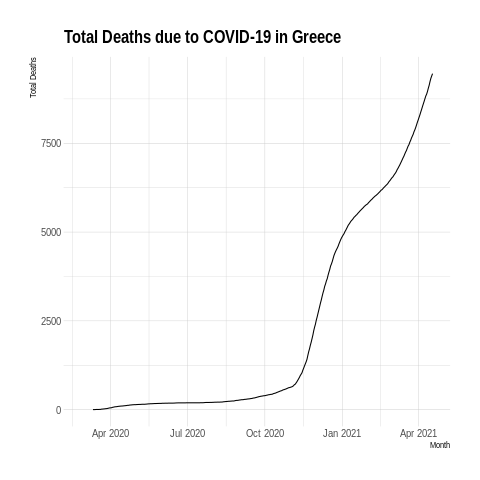 Total Deaths due to COVID-19 in Greece
Total Deaths
7500
5000
2500
0
Apr 2020 Jul 2020 Oct 2020 Jan 2021 Apr 2021
Month